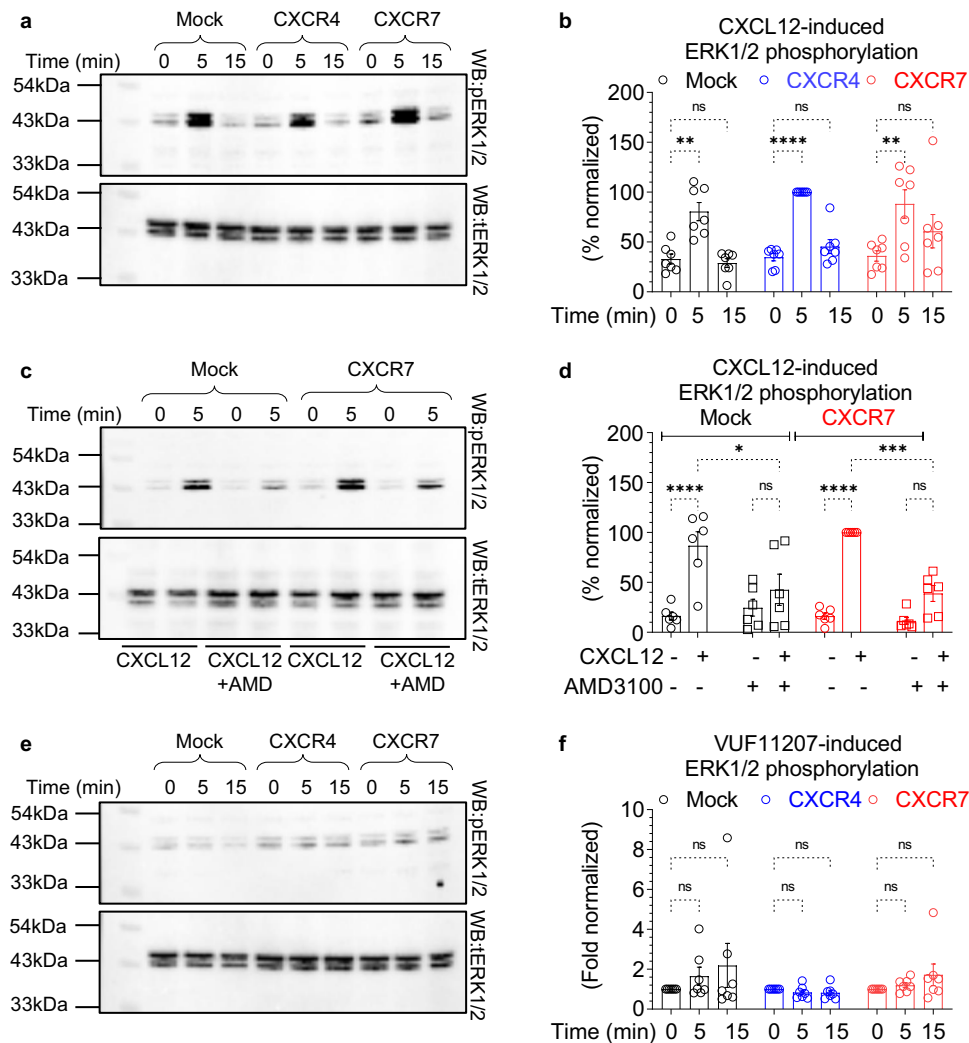 a
Mock CXCR4 CXCR7
Time (min) 0 5 15 0 5 15 0 5 15
54kDa
43kDa
33kDa
WB:pERK1/2
54kDa
43kDa
33kDa
WB:tERK1/2
b
CXCL12-induced
ERK1/2 phosphorylation
Mock CXCR4 CXCR7
(% normalized)
200
150
100
50
0
ns ns ns
** **** **
0 5 15 0 5 15 0 5 15
Time (min)
c
Mock CXCR7
Time (min) 0 5 0 5 0 5 0 5
54kDa
43kDa
33kDa
WB:pERK1/2
54kDa
43kDa
33kDa
WB:tERK1/2
CXCL12 CXCL12 CXCL12 CXCL12
+AMD +AMD
d
CXCL12-induced
ERK1/2 phosphorylation
Mock CXCR7
(% normalized)
200
150
100
50
0
* ***
**** ns **** ns
CXCL12 - + - + - + - +
AMD3100 - - + + - - + +
e
Mock CXCR4 CXCR7
Time (min) 0 5 15 0 5 15 0 5 15
54kDa
43kDa
33kDa
WB:pERK1/2
54kDa
43kDa
33kDa
WB:tERK1/2
f
VUF11207-induced
ERK1/2 phosphorylation
Mock CXCR4 CXCR7
(Fold normalized)
10
8
6
4
2
0
ns ns ns
ns ns ns
Time (min) 0 5 15 0 5 15 0 5 15